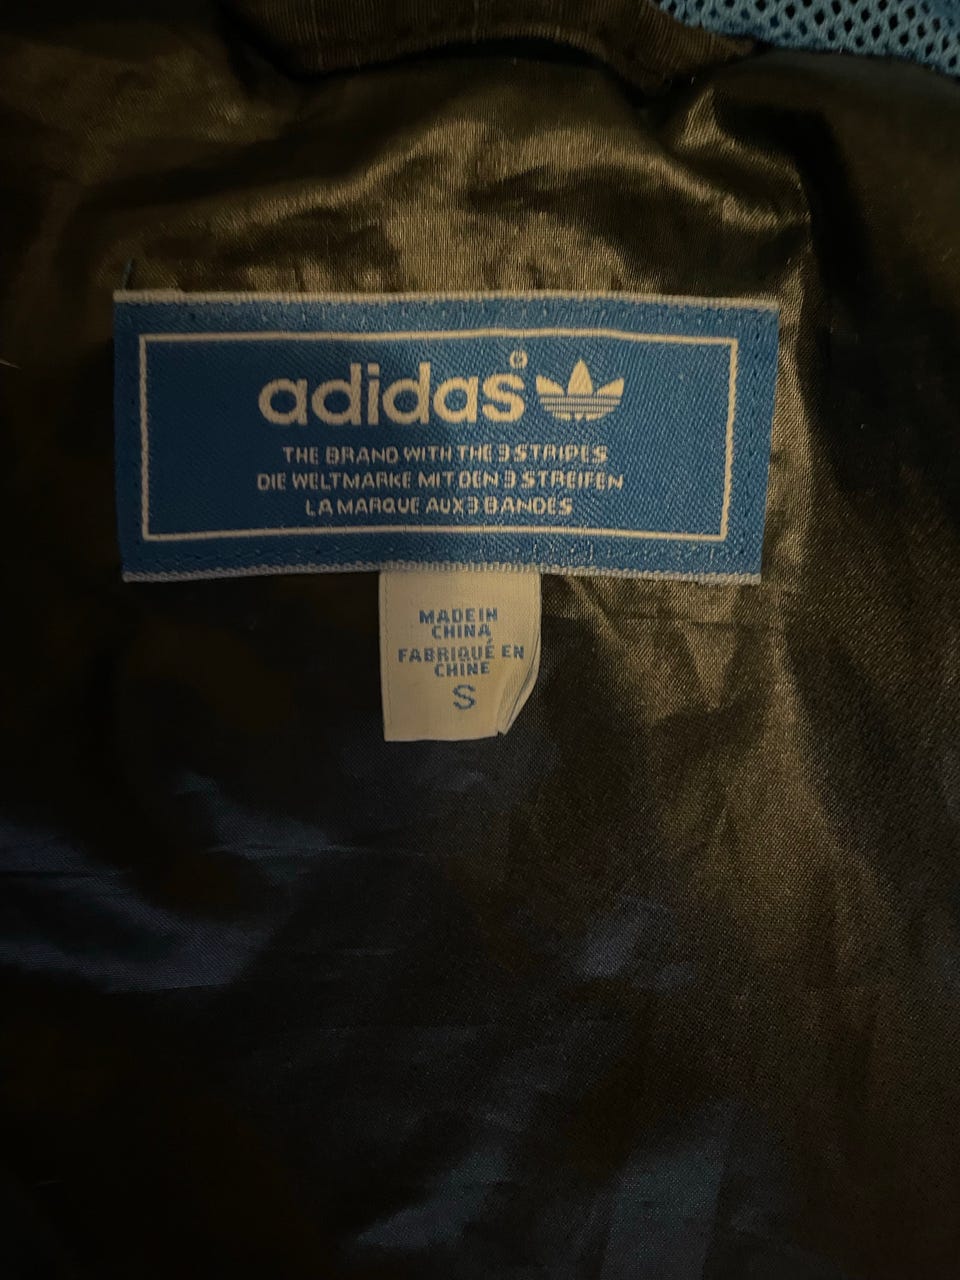 adidas®
THE BRAND WITH THE 3 STRIPES
DIE WELTMARKE MIT DEN 3 STREIFEN
LA MARQUE AUX 3 BANDES
MADE IN
CHINA
FABRIQUÉ EN
CHINE
S